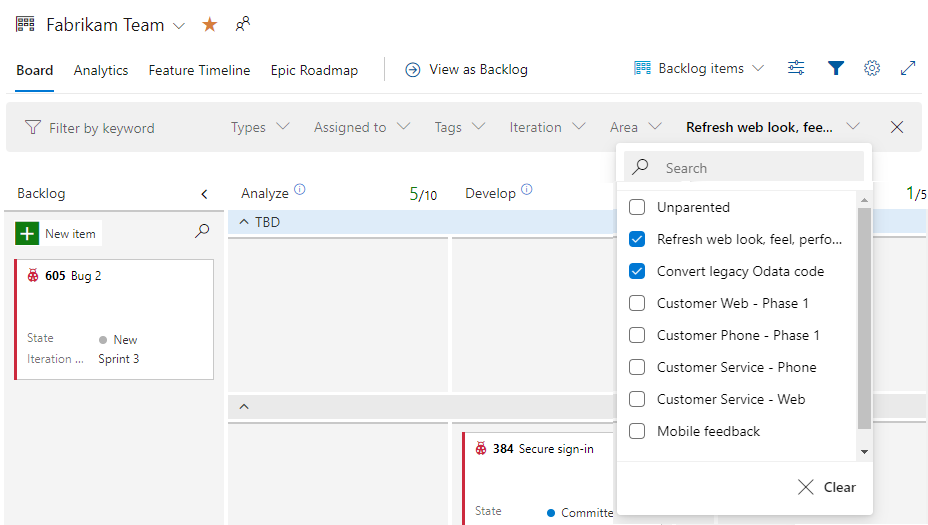 Fabrikam Team
Board Analytics Feature Timeline Epic Roadmap View as Backlog Backlog items
Filter by keyword Types Assigned to Tags Iteration Area Refresh web look, fee...
Search
Backlog Analyze 5/10 Develop 1/5
Unparented
TBD
New item
Refresh web look, feel, perfo...
605 Bug 2
Convert legacy Odata code
Customer Web - Phase 1
State New
Customer Phone - Phase 1
Iteration ... Sprint 3
Customer Service - Phone
Customer Service - Web
Mobile feedback
384 Secure sign-in
Clear
State Committe